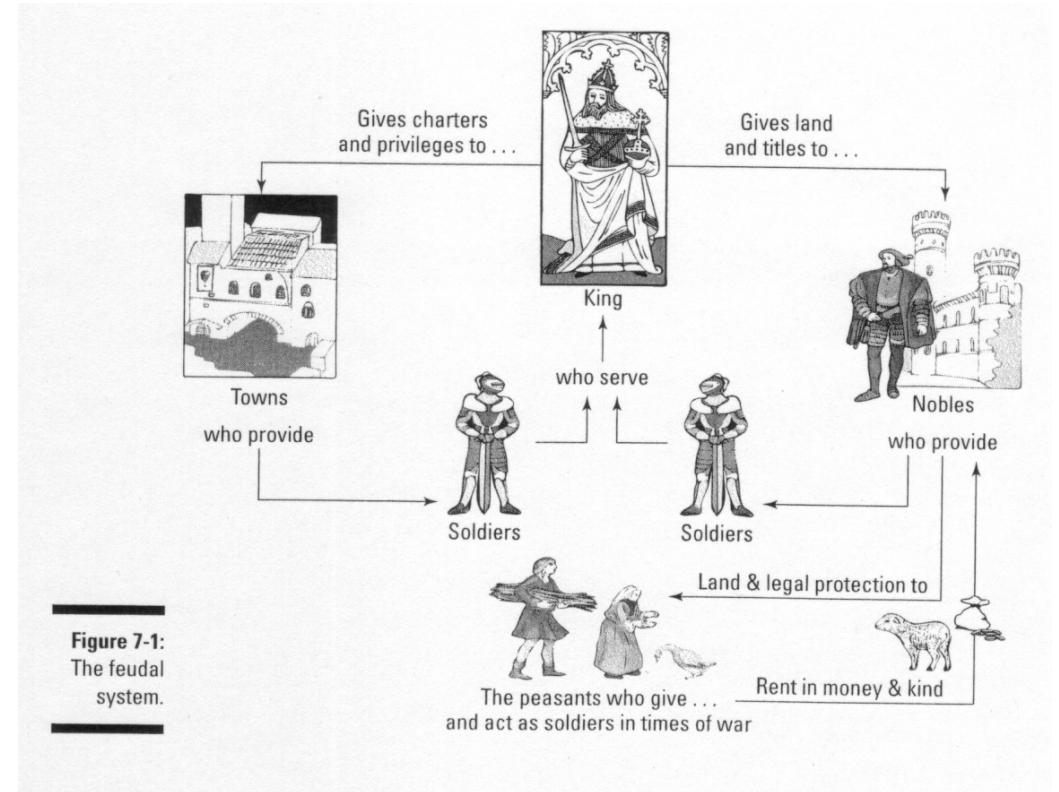 Gives charters
and privileges to . . .
Gives land
and titles to . . .
King
who serve
Towns
who provide
Nobles
who provide
Soldiers
Soldiers
Land & legal protection to
Rent in money & kind
The peasants who give . . .
and act as soldiers in times of war
Figure 7-1:
The feudal
system.